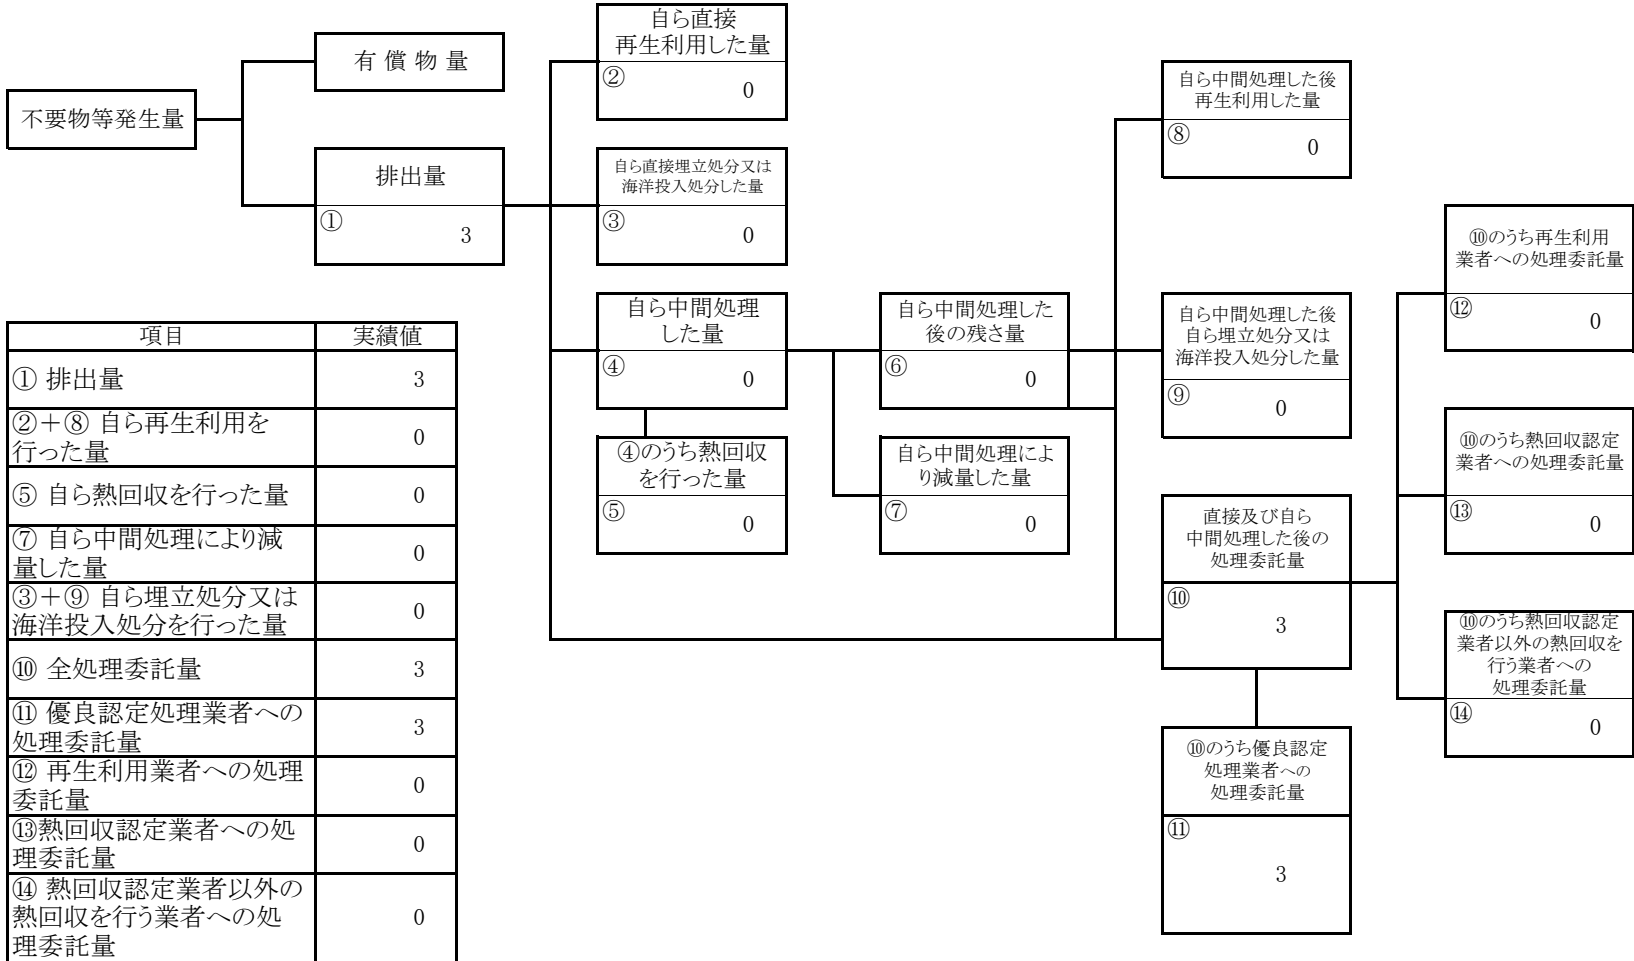 不要物等発生量
有 償 物 量
排出量
①
3
自ら直接
再生利用した量
②
0
自ら直接埋立処分又は
海洋投入処分した量
③
0
自ら中間処理
した量
④
0
④のうち熱回収
を行った量
⑤
0
自ら中間処理した
後の残さ量
⑥
0
自ら中間処理によ
り減量した量
⑦
0
自ら中間処理した後
再生利用した量
⑧
0
自ら中間処理した後
自ら埋立処分又は
海洋投入処分した量
⑨
0
直接及び自ら
中間処理した後の
処理委託量
⑩
3
⑩のうち優良認定
処理業者への
処理委託量
⑪
3
⑩のうち再生利用
業者への処理委託量
⑫
0
⑩のうち熱回収認定
業者への処理委託量
⑬
0
⑩のうち熱回収認定
業者以外の熱回収を
行う業者への
処理委託量
⑭
0
項目 実績値
① 排出量 3
②＋⑧ 自ら再生利用を
行った量 0
⑤ 自ら熱回収を行った量 0
⑦ 自ら中間処理により減
量した量 0
③＋⑨ 自ら埋立処分又は
海洋投入処分を行った量 0
⑩ 全処理委託量 3
⑪ 優良認定処理業者への
処理委託量 3
⑫ 再生利用業者への処理
委託量 0
⑬熱回収認定業者への処
理委託量 0
⑭ 熱回収認定業者以外の
熱回収を行う業者への処
理委託量 0